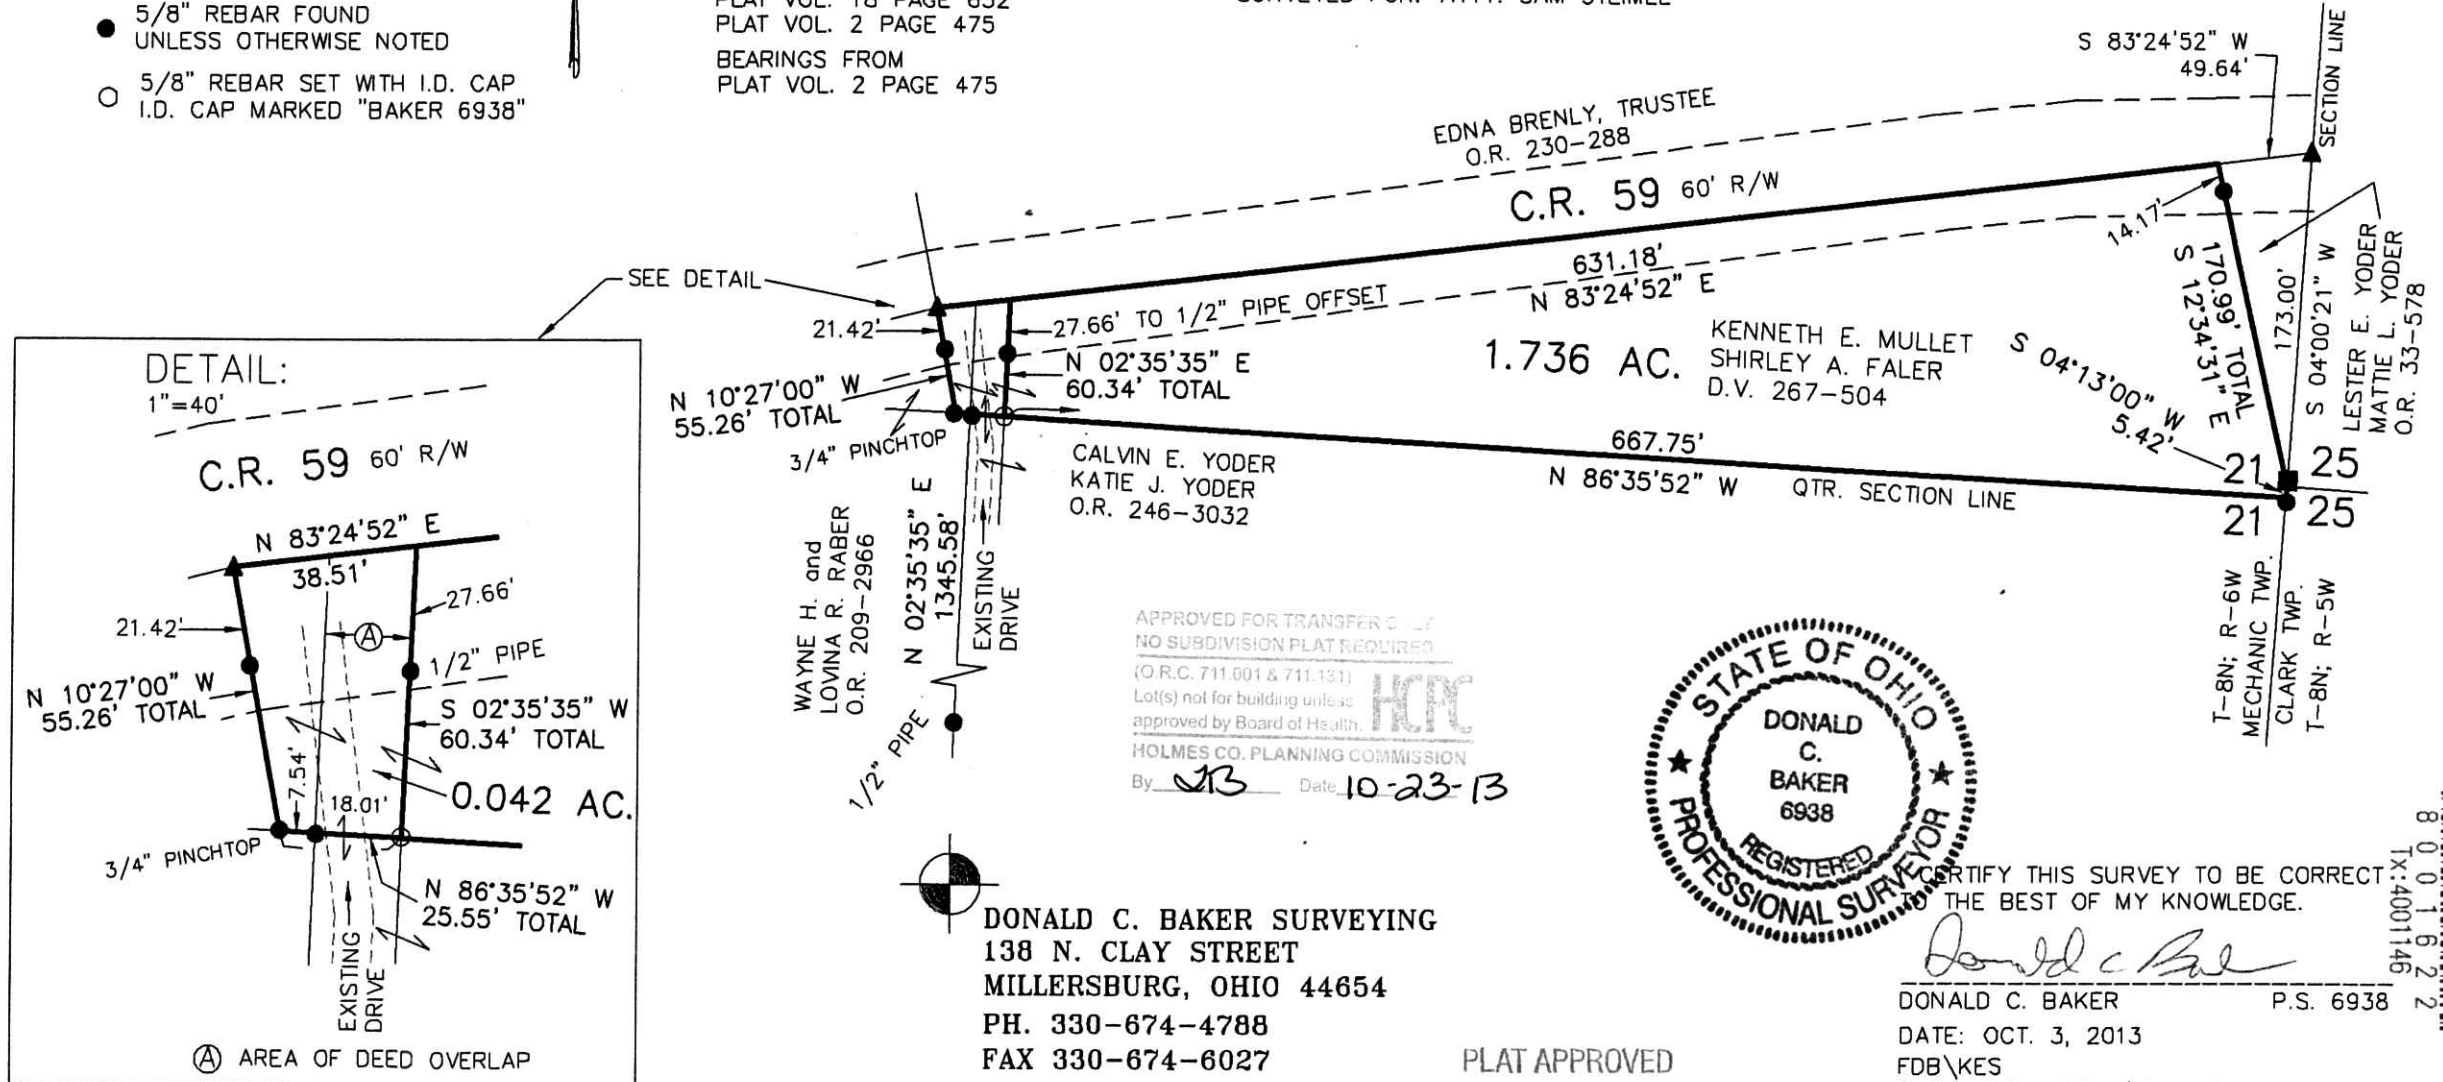 5/8" REBAR FOUND
UNLESS OTHERWISE NOTED
5/8" REBAR SET WITH I.D. CAP
I.D. CAP MARKED "BAKER 6938"
PLAT VOL. 2 PAGE 475
BEARINGS FROM
PLAT VOL. 2 PAGE 475
S 83°24'52" W
49.64'
SECTION LINE
EDNA BRENLY, TRUSTEE
O.R. 230-288
C.R. 59 60' R/W
14.17'
631.18'
N 83°24'52" E
SEE DETAIL
21.42'
27.66' TO 1/2" PIPE OFFSET
N 02°35'35" E
60.34' TOTAL
N 10°27'00" W
55.26' TOTAL
3/4" PINCHTOP
1.736 AC.
KENNETH E. MULLET
SHIRLEY A. FALER
D.V. 267-504
S 04°13'00" W
5.42'
170.99' TOTAL
S 12°34'31" E
173.00'
S 04°00'21" W
LESTER E. YODER
MATTIE L. YODER
O.R. 33-578
667.75'
N 86°35'52" W
QTR. SECTION LINE
21 25
21 25
CALVIN E. YODER
KATIE J. YODER
O.R. 246-3032
WAYNE H. and
LOVINA R. RABER
O.R. 209-2966
N 02°35'35" E
1345.58'
EXISTING
DRIVE
1/2" PIPE
T-8N; R-6W
MECHANIC TWP.
CLARK TWP.
T-8N; R-5W
DETAIL:
1"=40'
C.R. 59 60' R/W
N 83°24'52" E
38.51'
27.66'
21.42'
A
1/2" PIPE
N 10°27'00" W
55.26' TOTAL
S 02°35'35" W
60.34' TOTAL
7.54'
18.01'
0.042 AC.
3/4" PINCHTOP
N 86°35'52" W
25.55' TOTAL
EXISTING
DRIVE
A AREA OF DEED OVERLAP
APPROVED FOR TRANSFER
NO SUBDIVISION PLAT REQUIRED
(O.R.C. 711.001 & 711.131)
Lot(s) not for building unless
approved by Board of Health.
HCPC
HOLMES CO. PLANNING COMMISSION
By Date 10-23-13
DONALD C. BAKER SURVEYING
138 N. CLAY STREET
MILLERSBURG, OHIO 44654
PH. 330-674-4788
FAX 330-674-6027
STATE OF OHIO
DONALD
C.
BAKER
6938
REGISTERED
PROFESSIONAL SURVEYOR
CERTIFY THIS SURVEY TO BE CORRECT
TO THE BEST OF MY KNOWLEDGE.
Donald C Bak
DONALD C. BAKER P.S. 6938
DATE: OCT. 3, 2013
FDB\KES
PLAT APPROVED
8001622
Tx:4001146